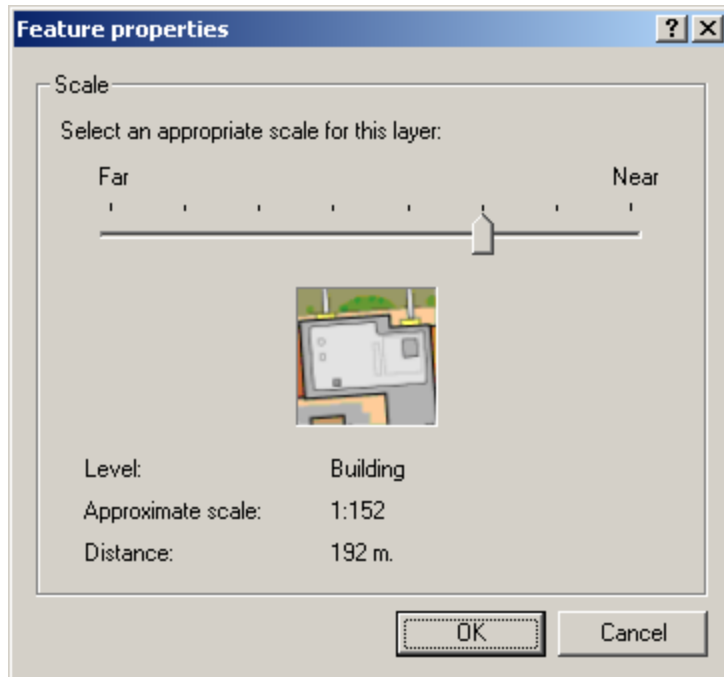 Feature properties
Scale
Select an appropriate scale for this layer:
Far Near
Level: Building
Approximate scale: 1:152
Distance: 192 m.
OK Cancel